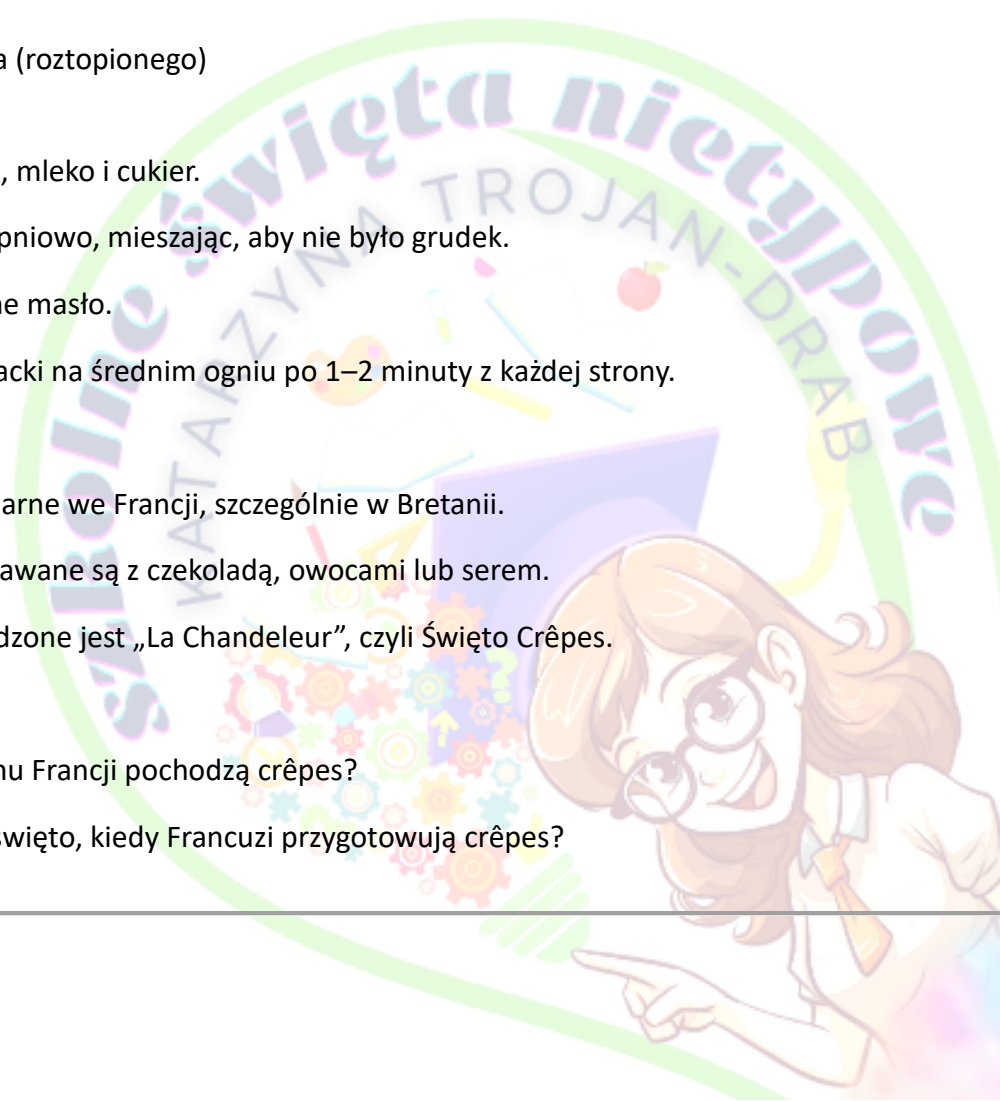 a (roztopionego)
, mleko i cukier.
pniowo, mieszając, aby nie było grudek.
ne masło.
acki na średnim ogniu po 1–2 minuty z każdej strony.
arne we Francji, szczególnie w Bretanii.
awane są z czekoladą, owocami lub serem.
dzone jest „La Chandeleur”, czyli Święto Crêpes.
nu Francji pochodzą crêpes?
święto, kiedy Francuzi przygotowują crêpes?
szkolne święta nietypowe
KATARZYNA TROJAN-DRAB